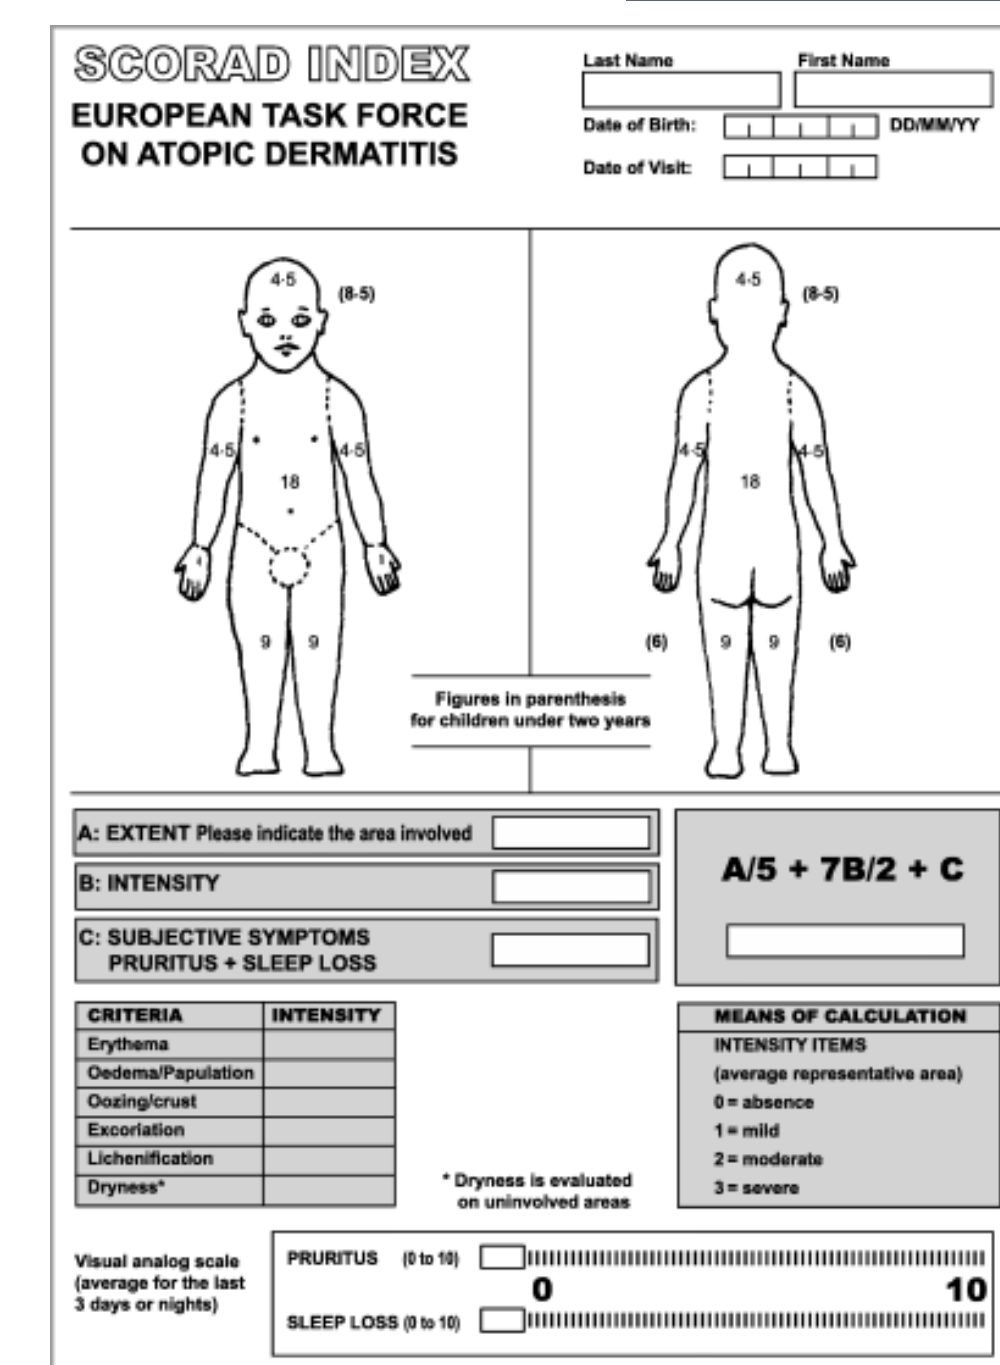 SCORAD INDEX
EUROPEAN TASK FORCE
ON ATOPIC DERMATITIS
Last Name
First Name
Date of Birth:
DD/MM/YY
Date of Visit:
4·5
(8·5)
4·5
4·5
18
9
9
4·5
(8·5)
4·5
4·5
18
(6)
9
9
(6)
Figures in parenthesis
for children under two years
A: EXTENT Please indicate the area involved
B: INTENSITY
C: SUBJECTIVE SYMPTOMS
PRURITUS + SLEEP LOSS
A/5 + 7B/2 + C
CRITERIA INTENSITY
Erythema
Oedema/Papulation
Oozing/crust
Excoriation
Lichenification
Dryness*
* Dryness is evaluated
on uninvolved areas
MEANS OF CALCULATION
INTENSITY ITEMS
(average representative area)
0 = absence
1 = mild
2 = moderate
3 = severe
Visual analog scale
(average for the last
3 days or nights)
PRURITUS (0 to 10)
0 10
SLEEP LOSS (0 to 10)